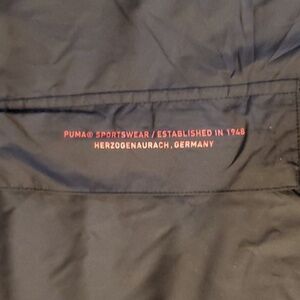 PUMA® SPORTSWEAR / ESTABLISHED IN 1948
HERZOGENAURACH, GERMANY